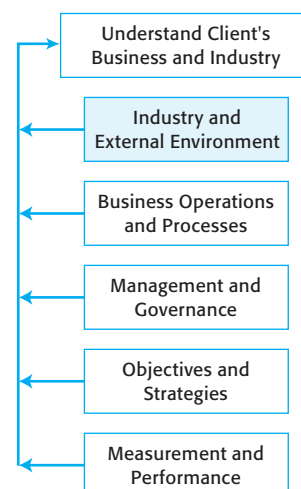 Understand Client's
Business and Industry
Industry and
External Environment
Business Operations
and Processes
Management and
Governance
Objectives and
Strategies
Measurement and
Performance